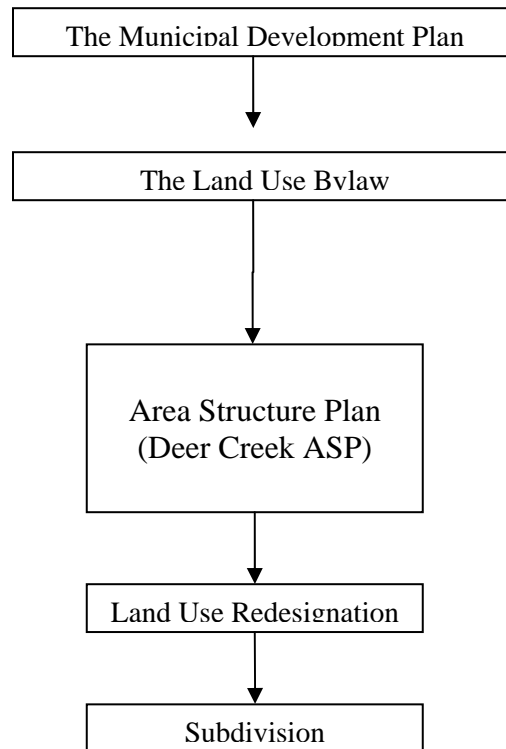 The Municipal Development Plan
The Land Use Bylaw
Area Structure Plan
(Deer Creek ASP)
Land Use Redesignation
Subdivision